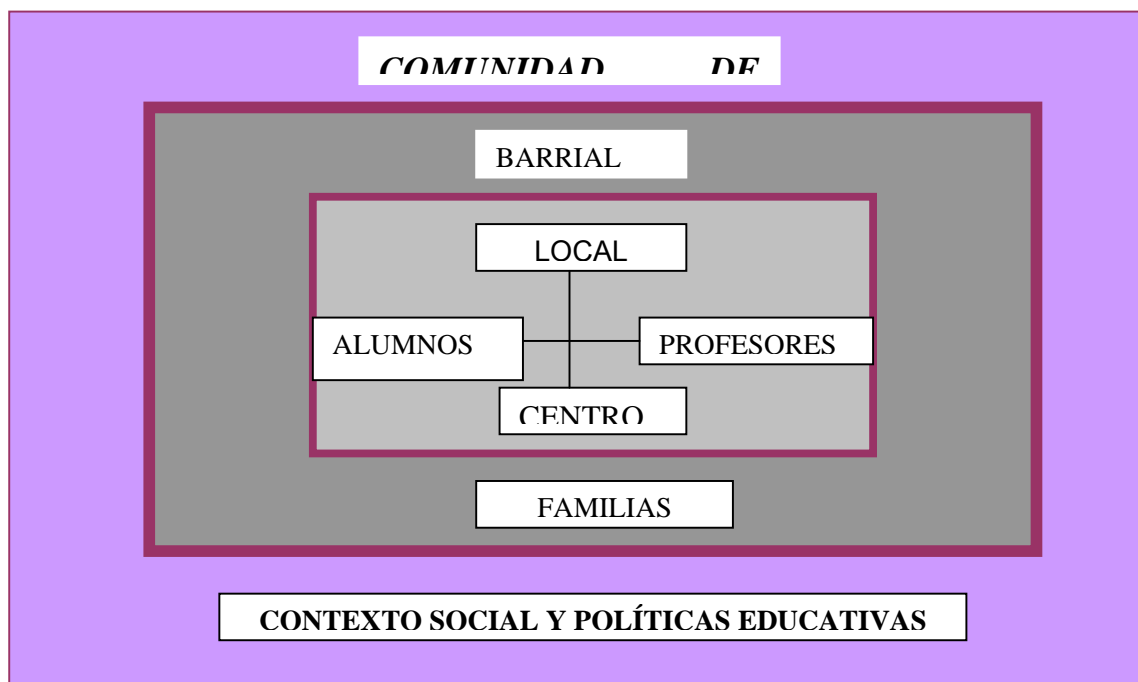 COMUNIDAD DE
BARRIAL
LOCAL
ALUMNOS
PROFESORES
CENTRO
FAMILIAS
CONTEXTO SOCIAL Y POLÍTICAS EDUCATIVAS